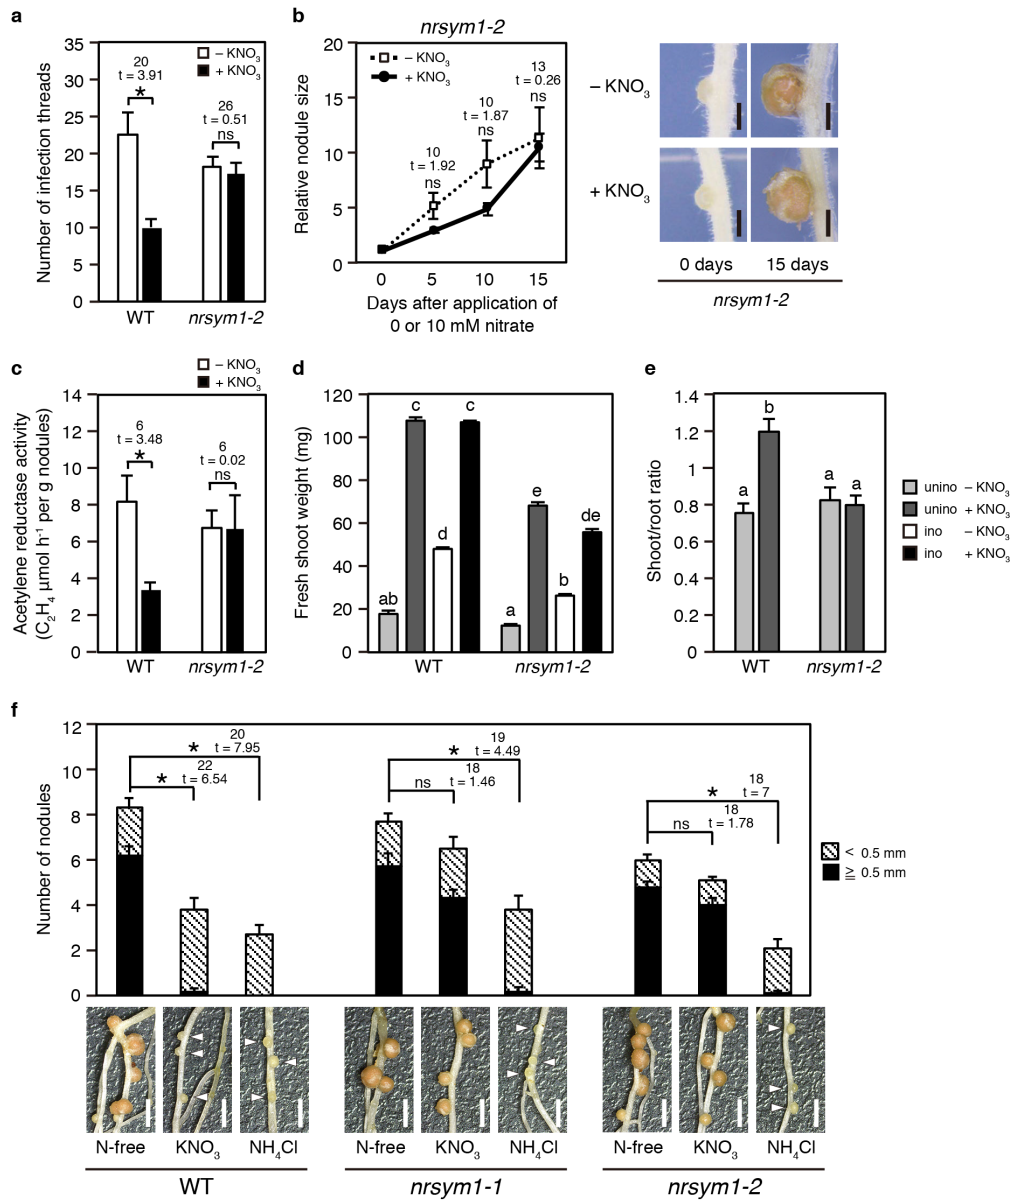 a
35
30
25
20
15
10
5
0
Number of infection threads
– KNO₃
+ KNO₃
20
t = 3.91
*
26
t = 0.51
ns
WT
nrsym1-2
b
nrsym1-2
20
15
10
5
0
Relative nodule size
– KNO₃
+ KNO₃
10
t = 1.92
ns
10
t = 1.87
ns
13
t = 0.26
ns
0
5
10
15
Days after application of
0 or 10 mM nitrate
– KNO₃
+ KNO₃
0 days
15 days
nrsym1-2
c
– KNO₃
+ KNO₃
14
12
10
8
6
4
2
0
Acetylene reductase activity
(C₂H₄ μmol h⁻¹ per g nodules)
6
t = 3.48
*
6
t = 0.02
ns
WT
nrsym1-2
d
120
100
80
60
40
20
0
Fresh shoot weight (mg)
ab
c
d
c
a
e
b
de
WT
nrsym1-2
e
1.4
1.2
1
0.8
0.6
0.4
0.2
0
Shoot/root ratio
a
b
a
a
WT
nrsym1-2
unino – KNO₃
unino + KNO₃
ino – KNO₃
ino + KNO₃
f
12
10
8
6
4
2
0
Number of nodules
20
* t = 7.95
22
* t = 6.54
19
* t = 4.49
18
ns t = 1.46
18
* t = 7
18
ns t = 1.78
< 0.5 mm
≧ 0.5 mm
N-free
KNO₃
NH₄Cl
N-free
KNO₃
NH₄Cl
N-free
KNO₃
NH₄Cl
WT
nrsym1-1
nrsym1-2